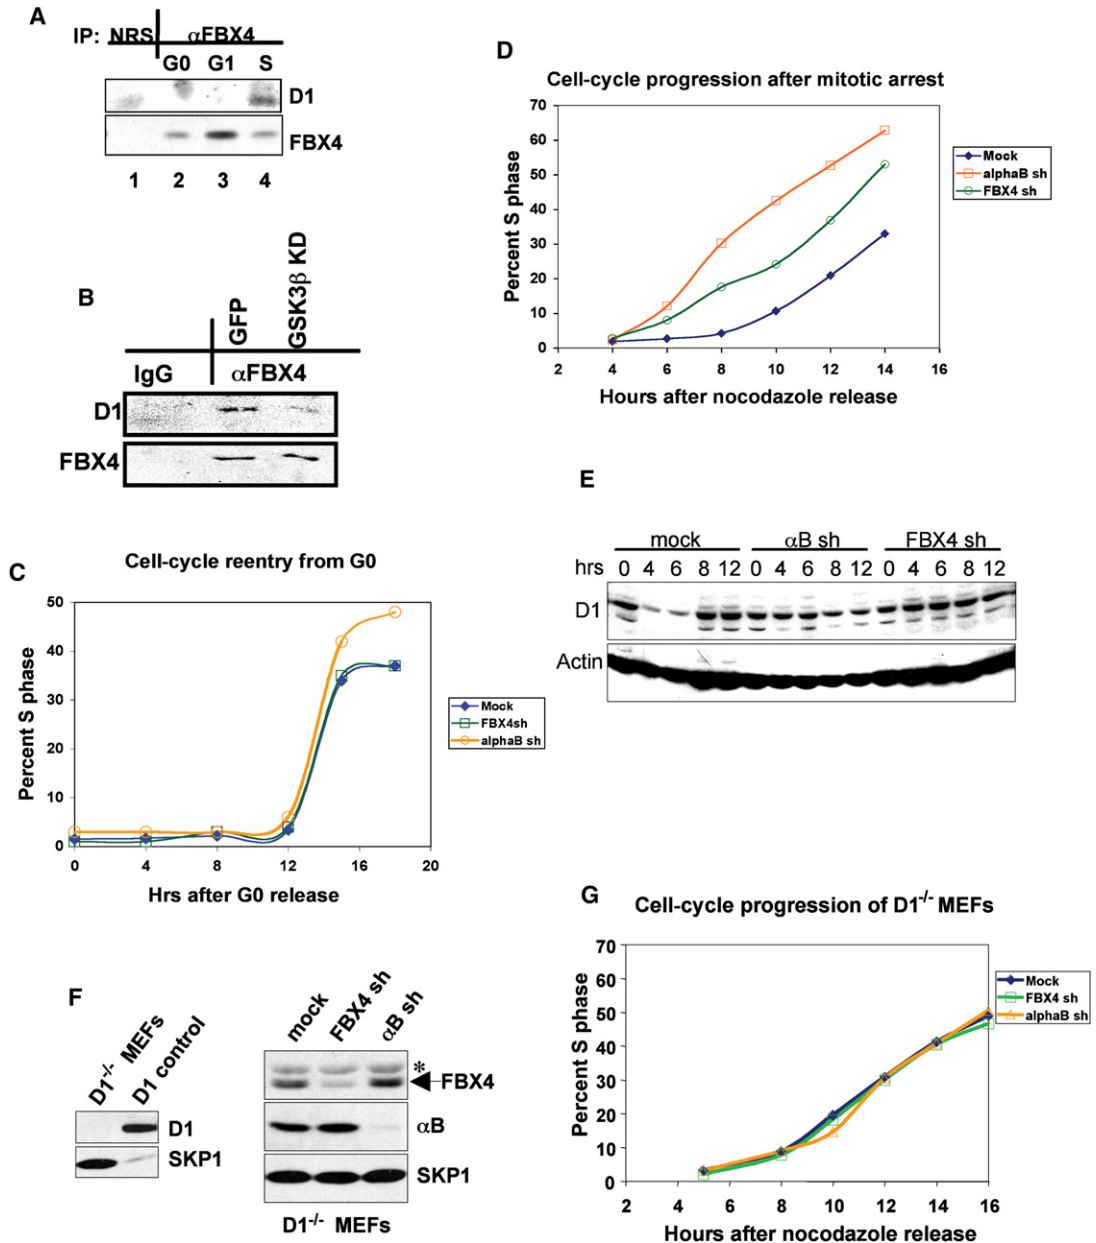 A
IP: NRS αFBX4
G0 G1 S
D1
FBX4
1 2 3 4
B
GFP
GSK3β KD
IgG αFBX4
D1
FBX4
C
Cell-cycle reentry from G0
Percent S phase
50
40
30
20
10
0
0 4 8 12 16 20
Hrs after G0 release
Mock
FBX4sh
alphaB sh
D
Cell-cycle progression after mitotic arrest
Percent S phase
70
60
50
40
30
20
10
0
2 4 6 8 10 12 14 16
Hours after nocodazole release
Mock
alphaB sh
FBX4 sh
E
mock αB sh FBX4 sh
hrs 0 4 6 8 12 0 4 6 8 12 0 4 6 8 12
D1
Actin
F
D1-/- MEFs
D1 control
D1
SKP1
mock
FBX4 sh
αB sh
*
FBX4
αB
SKP1
D1-/- MEFs
G
Cell-cycle progression of D1-/- MEFs
Percent S phase
70
60
50
40
30
20
10
0
2 4 6 8 10 12 14 16
Hours after nocodazole release
Mock
FBX4 sh
alphaB sh